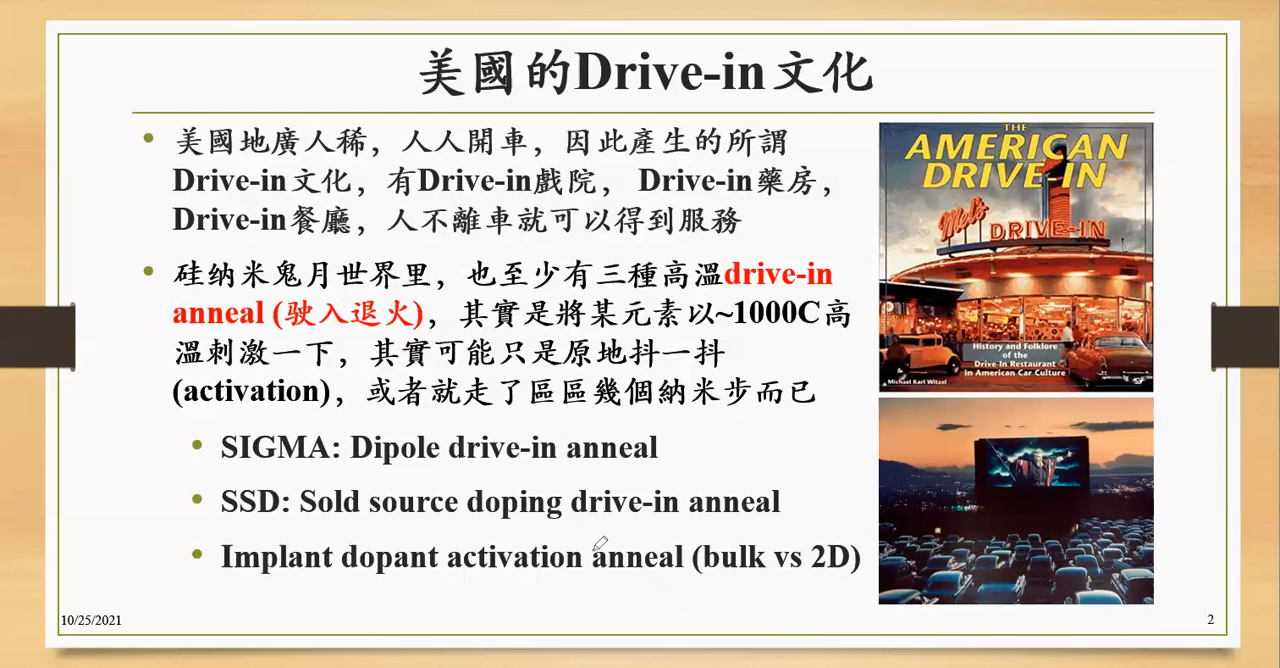 美國的Drive-in文化
美國地廣人稀，人人開車，因此產生的所謂
Drive-in文化，有Drive-in戲院， Drive-in藥房，
Drive-in餐廳，人不離車就可以得到服務
硅纳米鬼月世界里，也至少有三種高溫drive-in
anneal (驶入退火)，其實是將某元素以~1000C高
溫刺激一下，其實可能只是原地抖一抖
(activation)，或者就走了區區幾個納米步而已
SIGMA: Dipole drive-in anneal
SSD: Sold source doping drive-in anneal
Implant dopant activation anneal (bulk vs 2D)
THE
AMERICAN
DRIVE-IN
Mel's
DRIVE-IN
History and Folklore
of the
Drive-In Restaurant
in American Car Culture
Michael Karl Witzel
10/25/2021
2